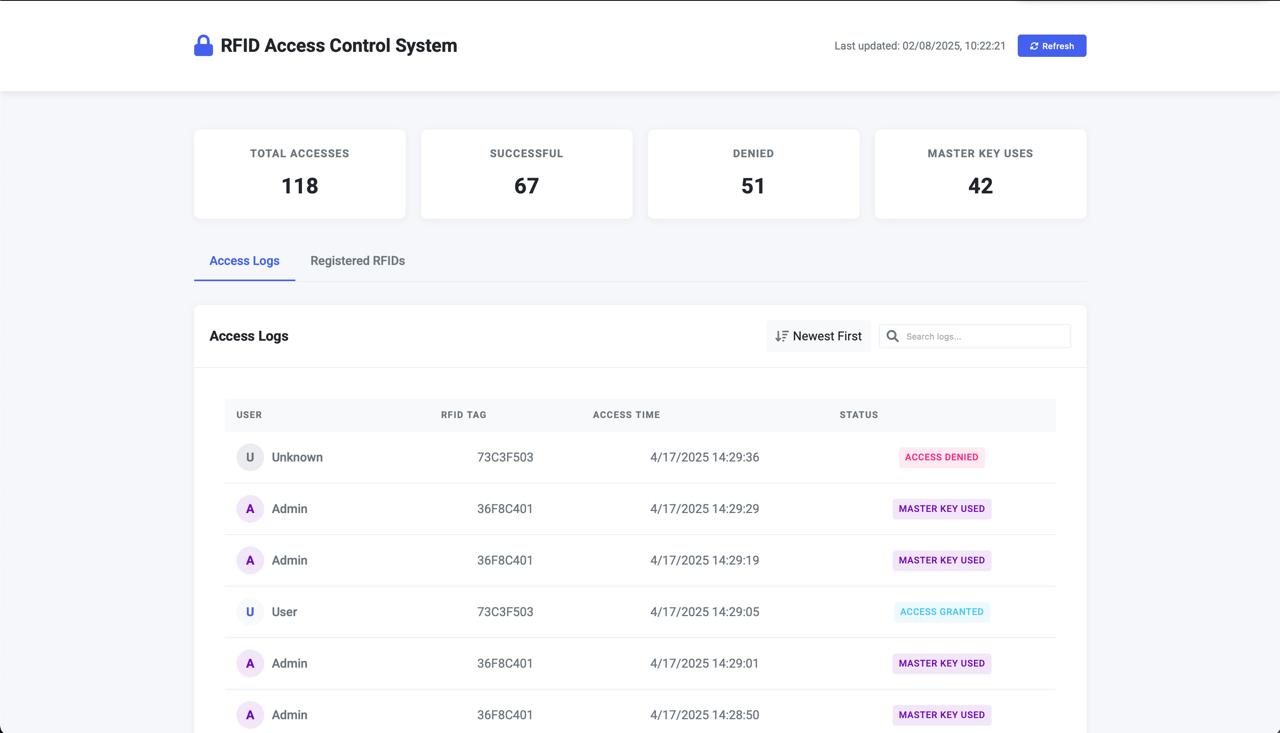 RFID Access Control System
Last updated: 02/08/2025, 10:22:21
Refresh
TOTAL ACCESSES
118
SUCCESSFUL
67
DENIED
51
MASTER KEY USES
42
Access Logs
Registered RFIDs
Access Logs
Newest First
Search logs...
USER RFID TAG ACCESS TIME STATUS
U Unknown 73C3F503 4/17/2025 14:29:36 ACCESS DENIED
A Admin 36F8C401 4/17/2025 14:29:29 MASTER KEY USED
A Admin 36F8C401 4/17/2025 14:29:19 MASTER KEY USED
U User 73C3F503 4/17/2025 14:29:05 ACCESS GRANTED
A Admin 36F8C401 4/17/2025 14:29:01 MASTER KEY USED
A Admin 36F8C401 4/17/2025 14:28:50 MASTER KEY USED